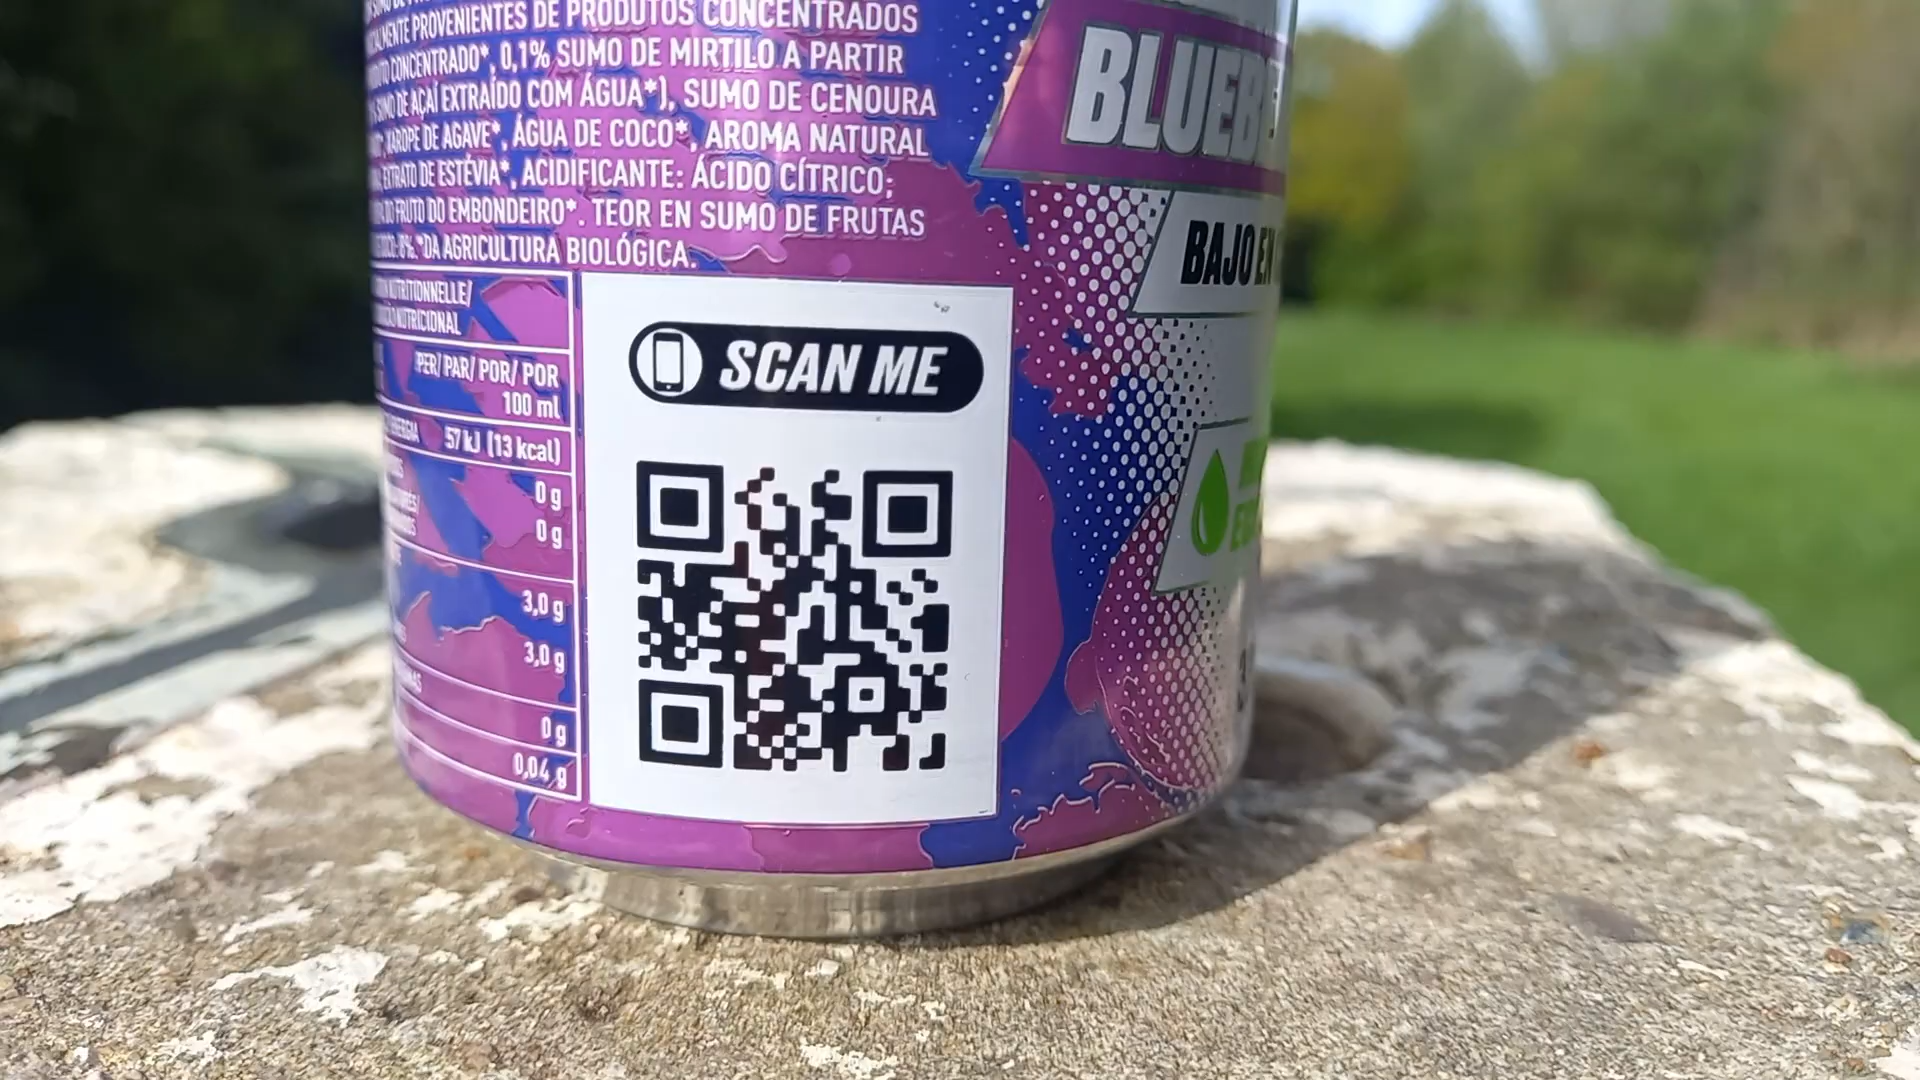 PROVENIENTES DE PRODUTOS CONCENTRADOS
CONCENTRADO*, 0,1% SUMO DE MIRTILO A PARTIR
SUMO DE AÇAÍ EXTRAÍDO COM ÁGUA*), SUMO DE CENOURA
XAROPE DE AGAVE*, ÁGUA DE COCO*, AROMA NATURAL
EXTRATO DE ESTÉVIA*, ACIDIFICANTE: ÁCIDO CÍTRICO;
DO FRUTO DO EMBONDEIRO*. TEOR EN SUMO DE FRUTAS
8%. *DA AGRICULTURA BIOLÓGICA.
NUTRITIONNELLE/
NUTRICIONAL
PER/ PAR/ POR/ POR
100 ml
ENERGIA 57 kJ (13 kcal)
0 g
0 g
3,0 g
3,0 g
0 g
0,04 g
SCAN ME
BLUEBE
BAJO EN